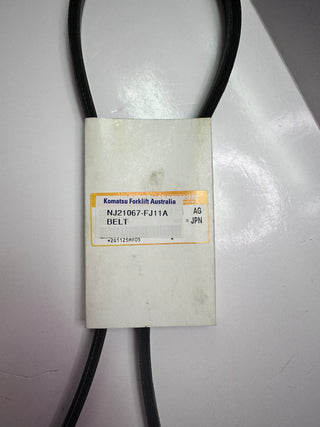 Komatsu Forklift Australia
NJ21067-FJ11A AG
BELT JPN